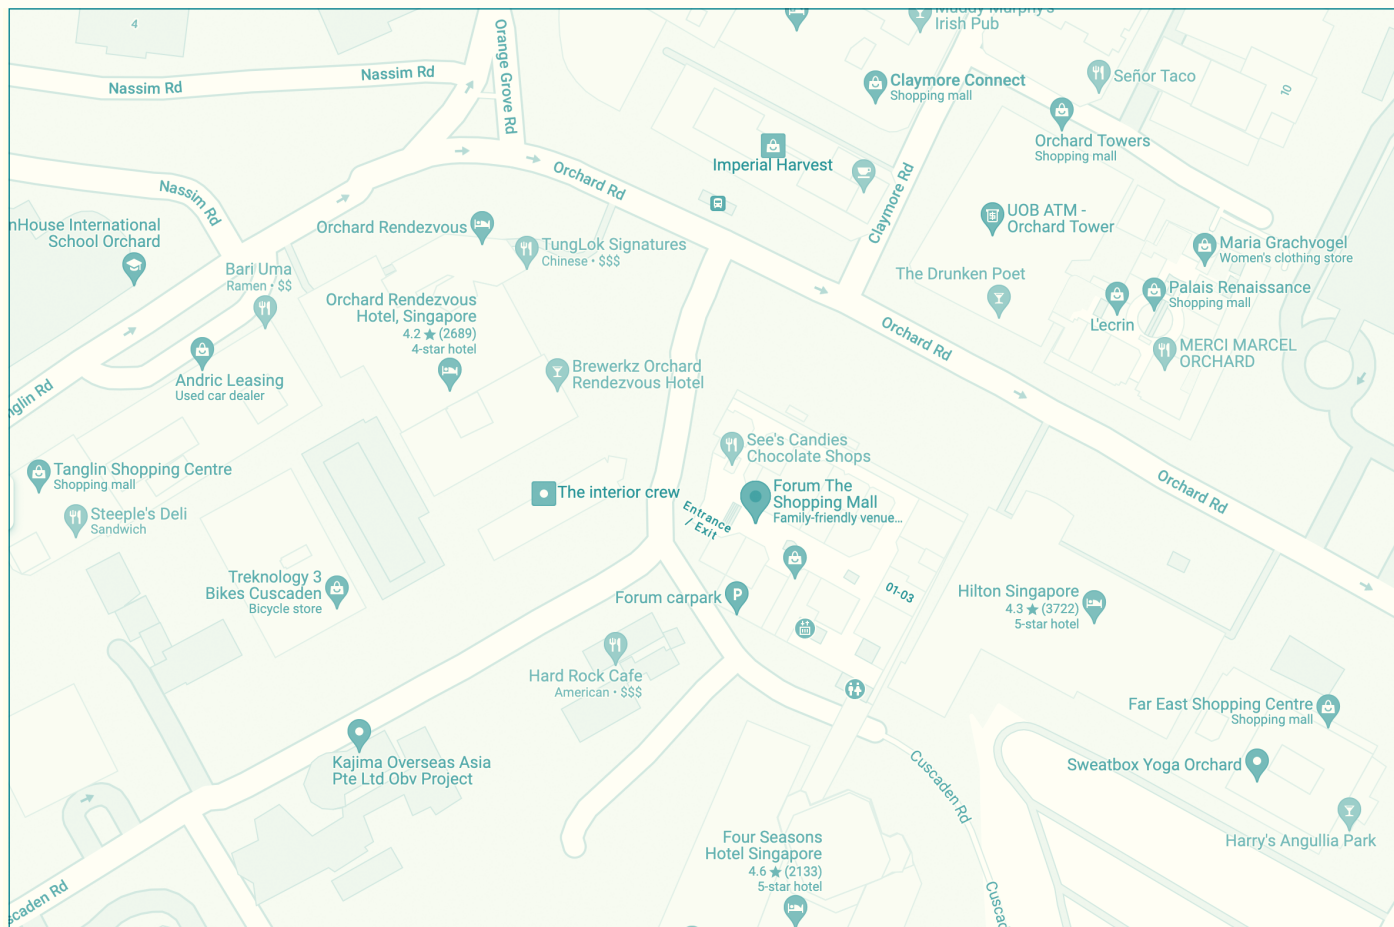 Muddy Murphy's
Irish Pub
4
Nassim Rd
Nassim Rd
Orange Grove Rd
Claymore Connect
Shopping mall
Señor Taco
10
Orchard Towers
Shopping mall
Imperial Harvest
Orchard Rd
Nassim Rd
Claymore Rd
nHouse International
School Orchard
Orchard Rendezvous
TungLok Signatures
Chinese • $$$
UOB ATM -
Orchard Tower
Maria Grachvogel
Women's clothing store
Bari Uma
Ramen • $$
The Drunken Poet
Palais Renaissance
Shopping mall
Orchard Rendezvous
Hotel, Singapore
4.2 ★ (2689)
4-star hotel
L'ecrin
Orchard Rd
MERCI MARCEL
ORCHARD
Andric Leasing
Used car dealer
Brewerkz Orchard
Rendezvous Hotel
nglin Rd
See's Candies
Chocolate Shops
Tanglin Shopping Centre
Shopping mall
The interior crew
Forum The
Shopping Mall
Family-friendly venue...
Orchard Rd
Steeple's Deli
Sandwich
Entrance
/ Exit
Treknology 3
Bikes Cuscaden
Bicycle store
Forum carpark
P
01-03
Hilton Singapore
4.3 ★ (3722)
5-star hotel
Hard Rock Cafe
American • $$$
Far East Shopping Centre
Shopping mall
Kajima Overseas Asia
Pte Ltd Obv Project
Sweatbox Yoga Orchard
Cuscaden Rd
Four Seasons
Hotel Singapore
4.6 ★ (2133)
5-star hotel
Harry's Angullia Park
scaden Rd
Cuscad